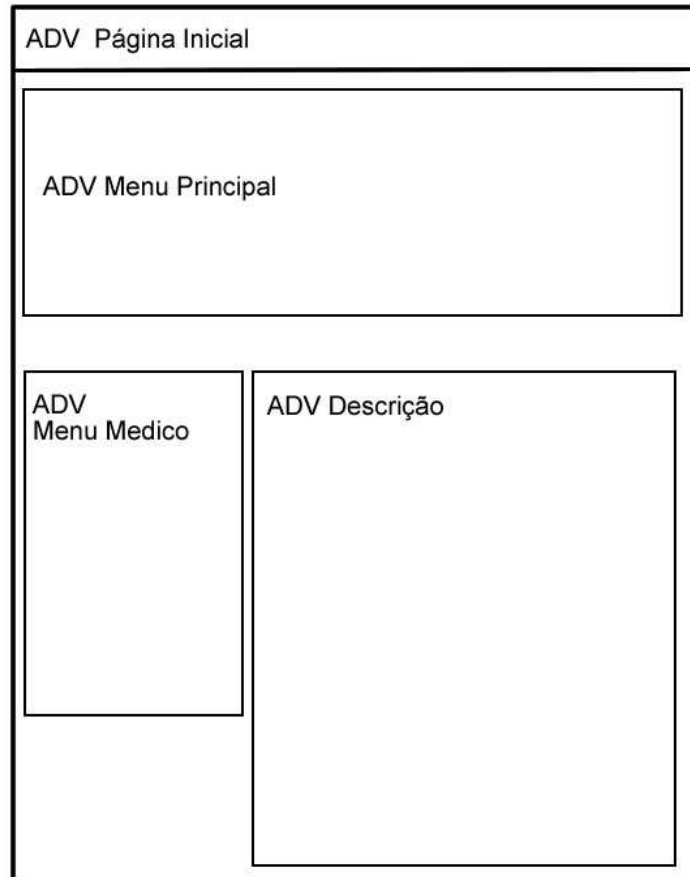 ADV Página Inicial
ADV Menu Principal
ADV
Menu Medico
ADV Descrição